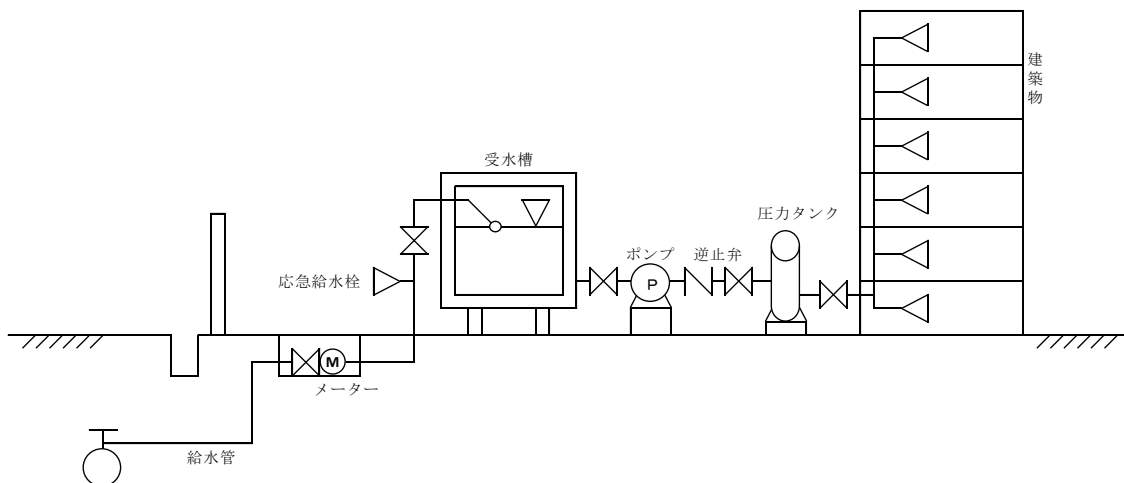 建築物
受水槽
圧力タンク
ポンプ
逆止弁
応急給水栓
P
M
メーター
給水管